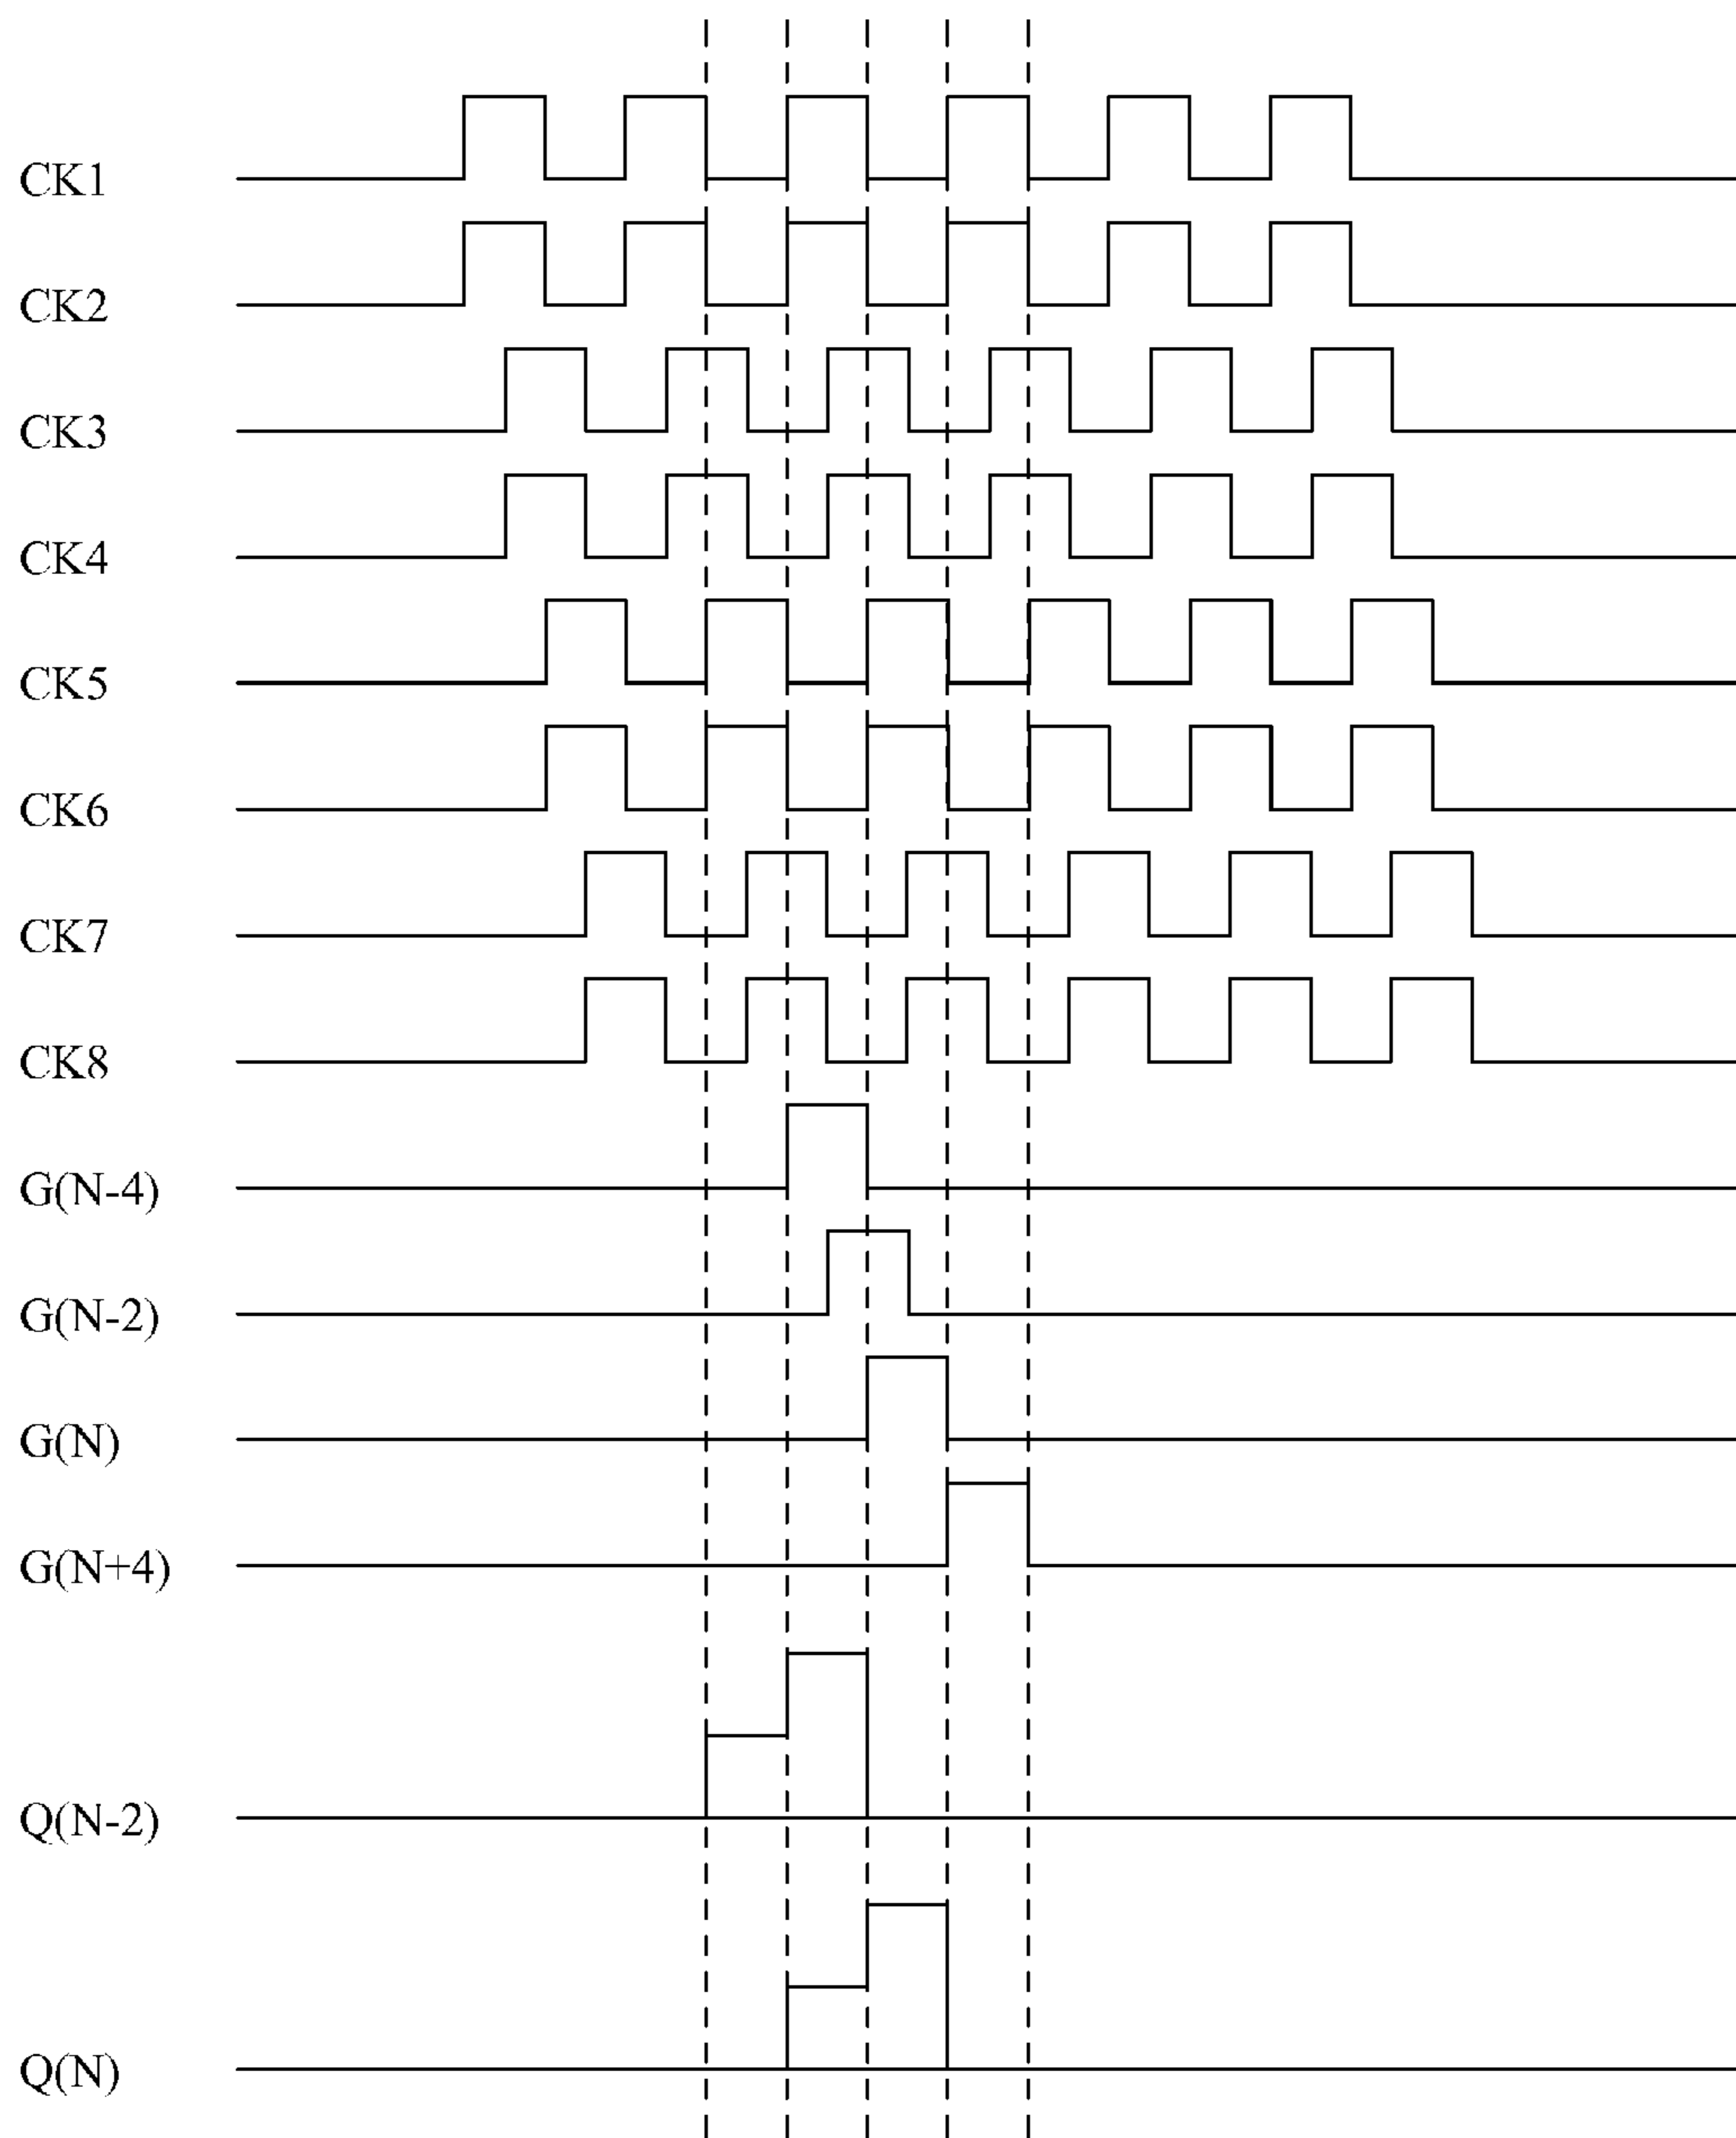 CK1
CK2
CK3
CK4
CK5
CK6
CK7
CK8
G(N-4)
G(N-2)
G(N)
G(N+4)
Q(N-2)
Q(N)